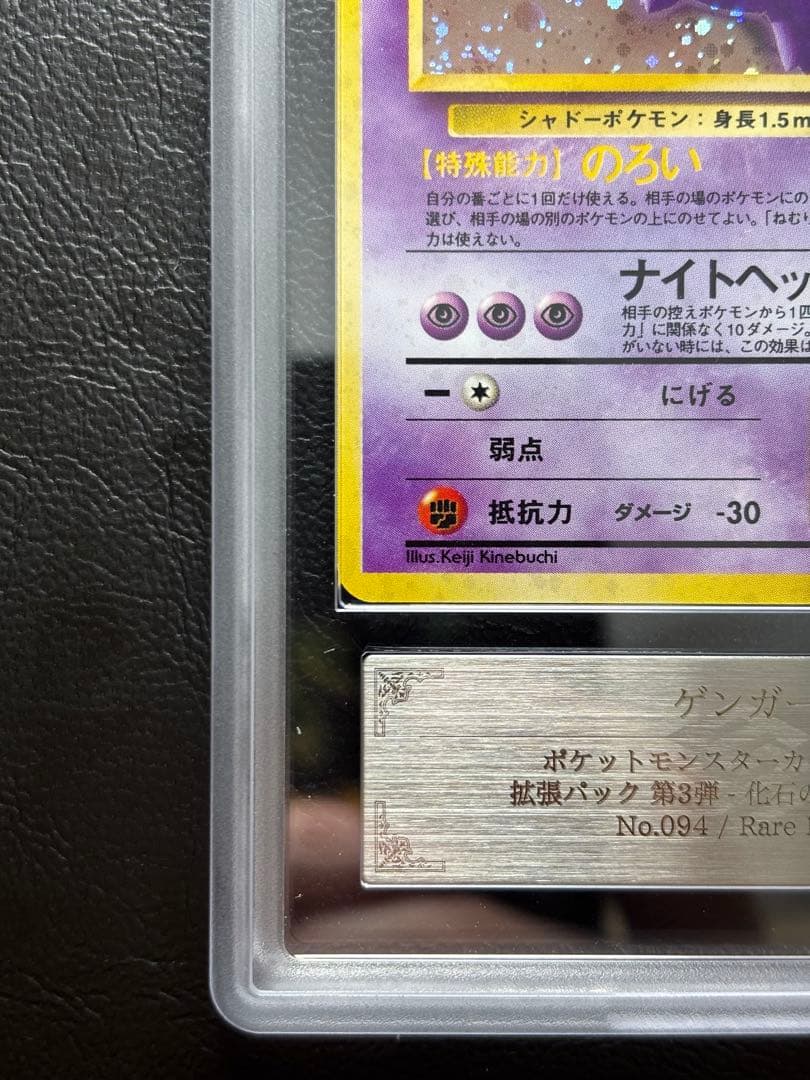 シャドーポケモン：身長1.5m
【特殊能力】 のろい
自分の番ごとに1回だけ使える。相手の場のポケモンにの
選び、相手の場の別のポケモンの上にのせてよい。「ねむり
力は使えない。
ナイトヘッ
相手の控えポケモンから1匹
力」に関係なく10ダメージ。
がいない時には、この効果は
にげる
弱点
抵抗力 ダメージ -30
Illus.Keiji Kinebuchi
ゲンガー
ポケットモンスターカ
拡張パック 第3弾 - 化石の
No.094 / Rare